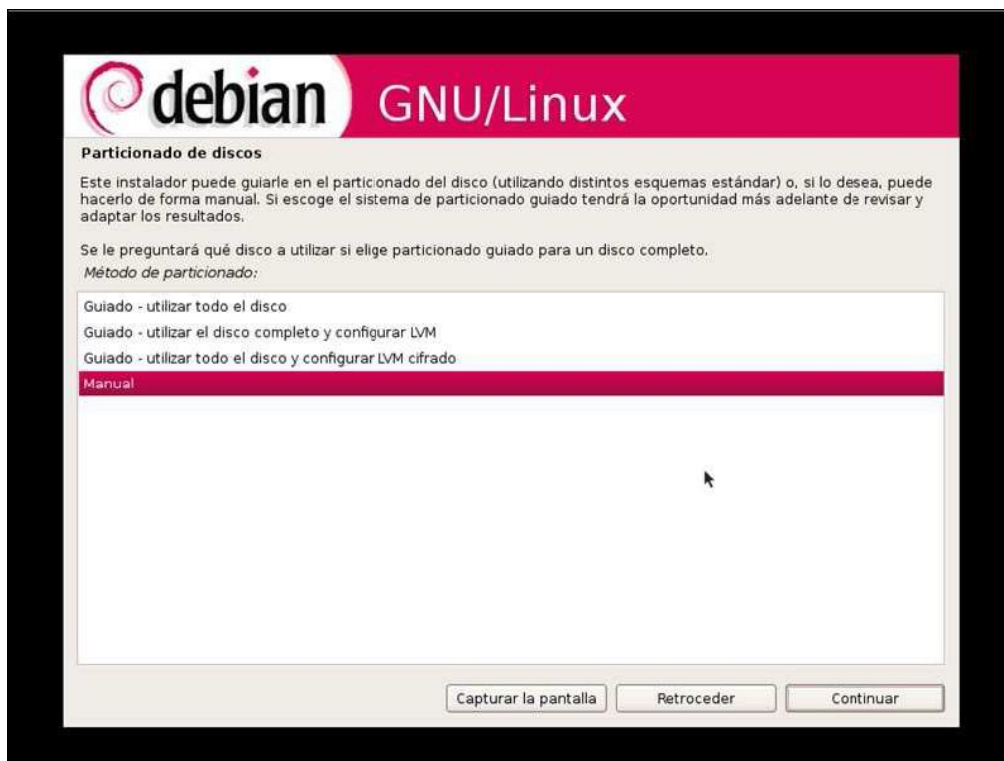 debian GNU/Linux
Particionado de discos
Este instalador puede guiarle en el particionado del disco (utilizando distintos esquemas estándar) o, si lo desea, puede
hacerlo de forma manual. Si escoge el sistema de particionado guiado tendrá la oportunidad más adelante de revisar y
adaptar los resultados.
Se le preguntará qué disco a utilizar si elige particionado guiado para un disco completo.
Método de particionado:
Guiado - utilizar todo el disco
Guiado - utilizar el disco completo y configurar LVM
Guiado - utilizar todo el disco y configurar LVM cifrado
Manual
Capturar la pantalla Retroceder Continuar